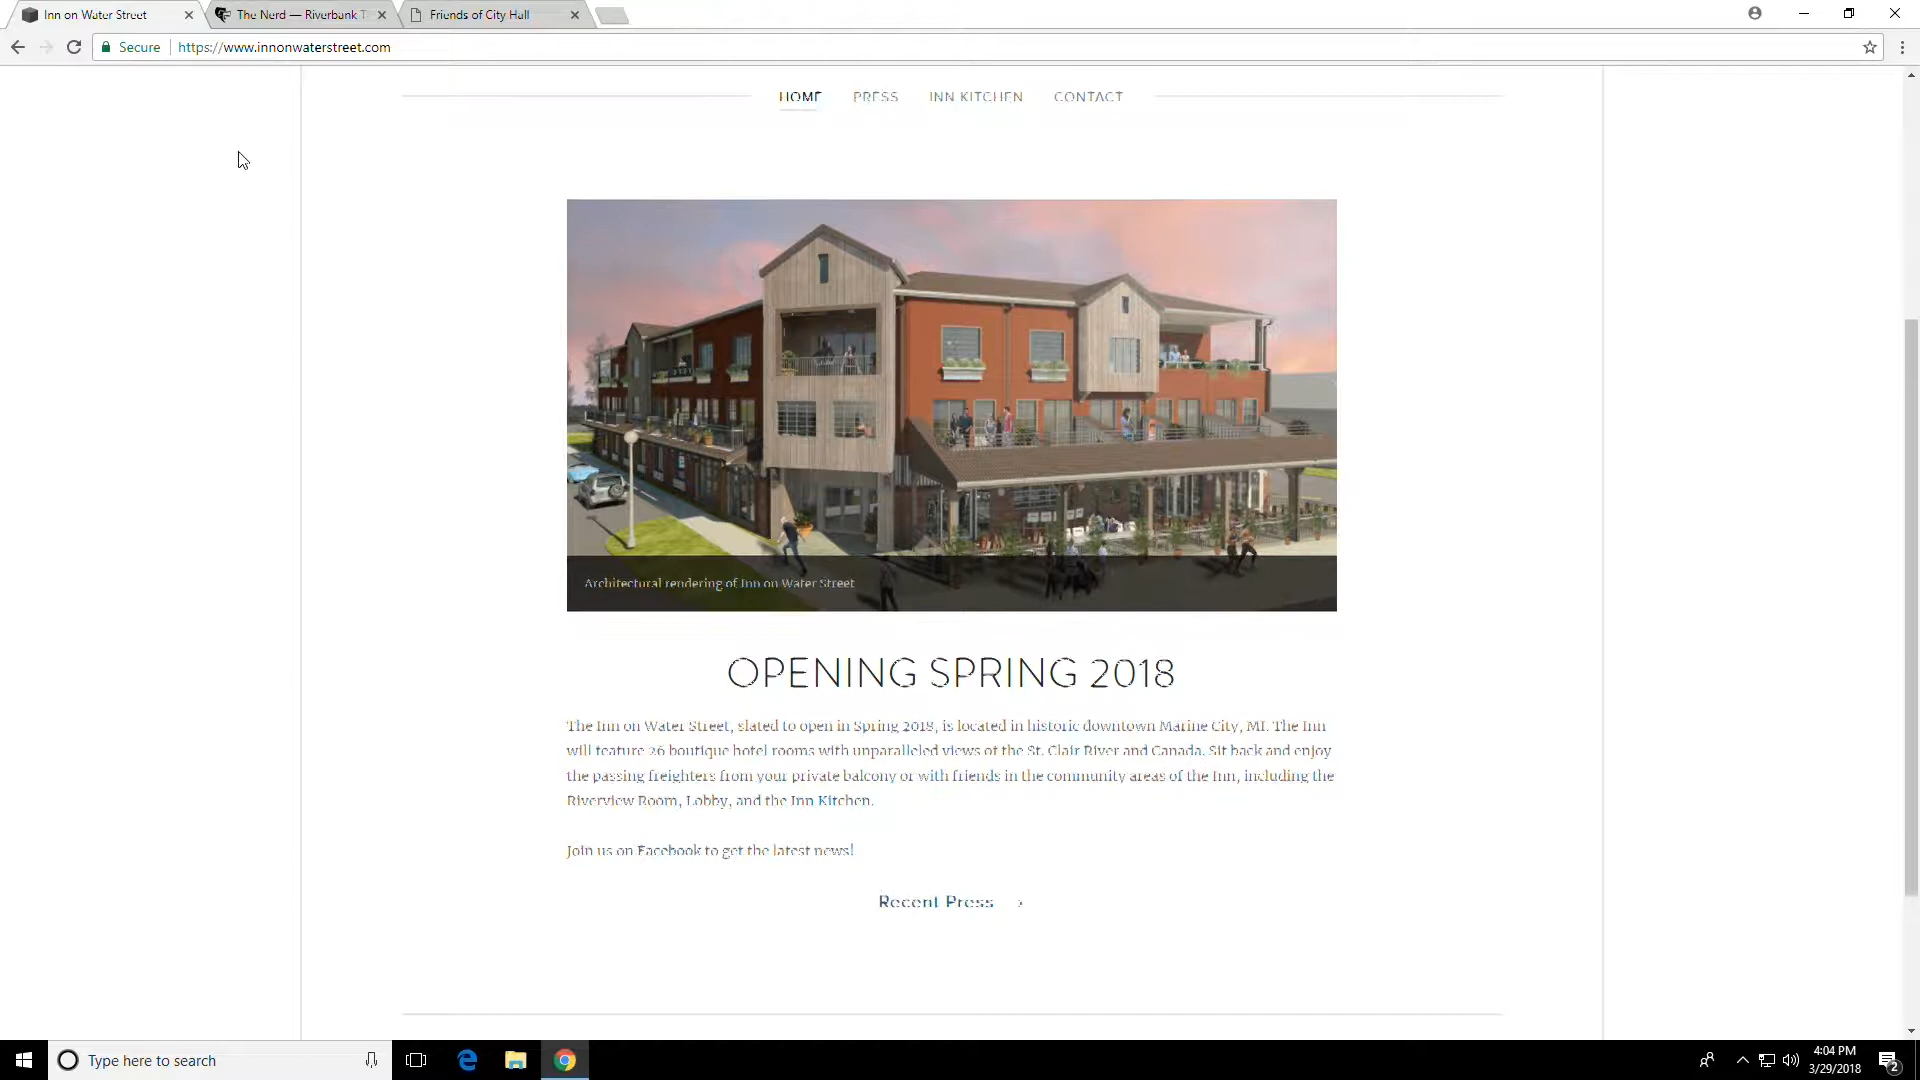 Inn on Water Street
The Nerd — Riverbank T
Friends of City Hall
Secure
https://www.innonwaterstreet.com
HOME
PRESS
INN KITCHEN
CONTACT
Architectural rendering of Inn on Water Street
OPENING SPRING 2018
The Inn on Water Street, slated to open in Spring 2018, is located in historic downtown Marine City, MI. The Inn
will feature 26 boutique hotel rooms with unparalleled views of the St. Clair River and Canada. Sit back and enjoy
the passing freighters from your private balcony or with friends in the community areas of the Inn, including the
Riverview Room, Lobby, and the Inn Kitchen.
Join us on Facebook to get the latest news!
Recent Press
Type here to search
4:04 PM
3/29/2018
2